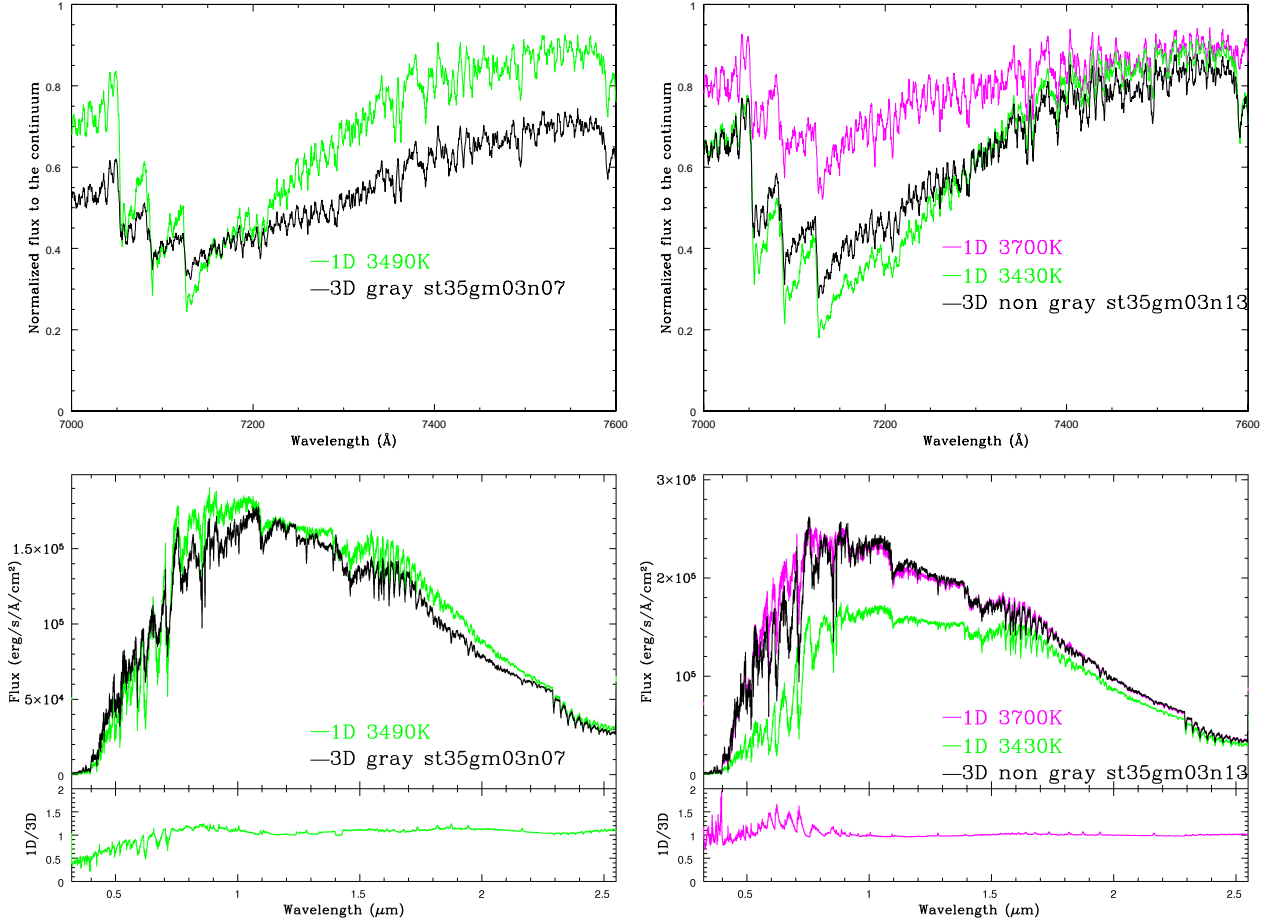 Normalized flux to the continuum
1
0.8
0.6
0.4
0.2
0
1D 3490K
3D gray st35gm03n07
7000
7200
7400
7600
Wavelength (Å)
Normalized flux to the continuum
1
0.8
0.6
0.4
0.2
0
1D 3700K
1D 3430K
3D non gray st35gm03n13
7000
7200
7400
7600
Wavelength (Å)
Flux (erg/s/Å/cm²)
1.5×10⁵
10⁵
5×10⁴
0
1D 3490K
3D gray st35gm03n07
1D/3D
2
1.5
1
0.5
0
0.5
1
1.5
2
2.5
Wavelength (μm)
Flux (erg/s/Å/cm²)
3×10⁵
2×10⁵
10⁵
0
1D 3700K
1D 3430K
3D non gray st35gm03n13
1D/3D
2
1.5
1
0.5
0
0.5
1
1.5
2
2.5
Wavelength (μm)